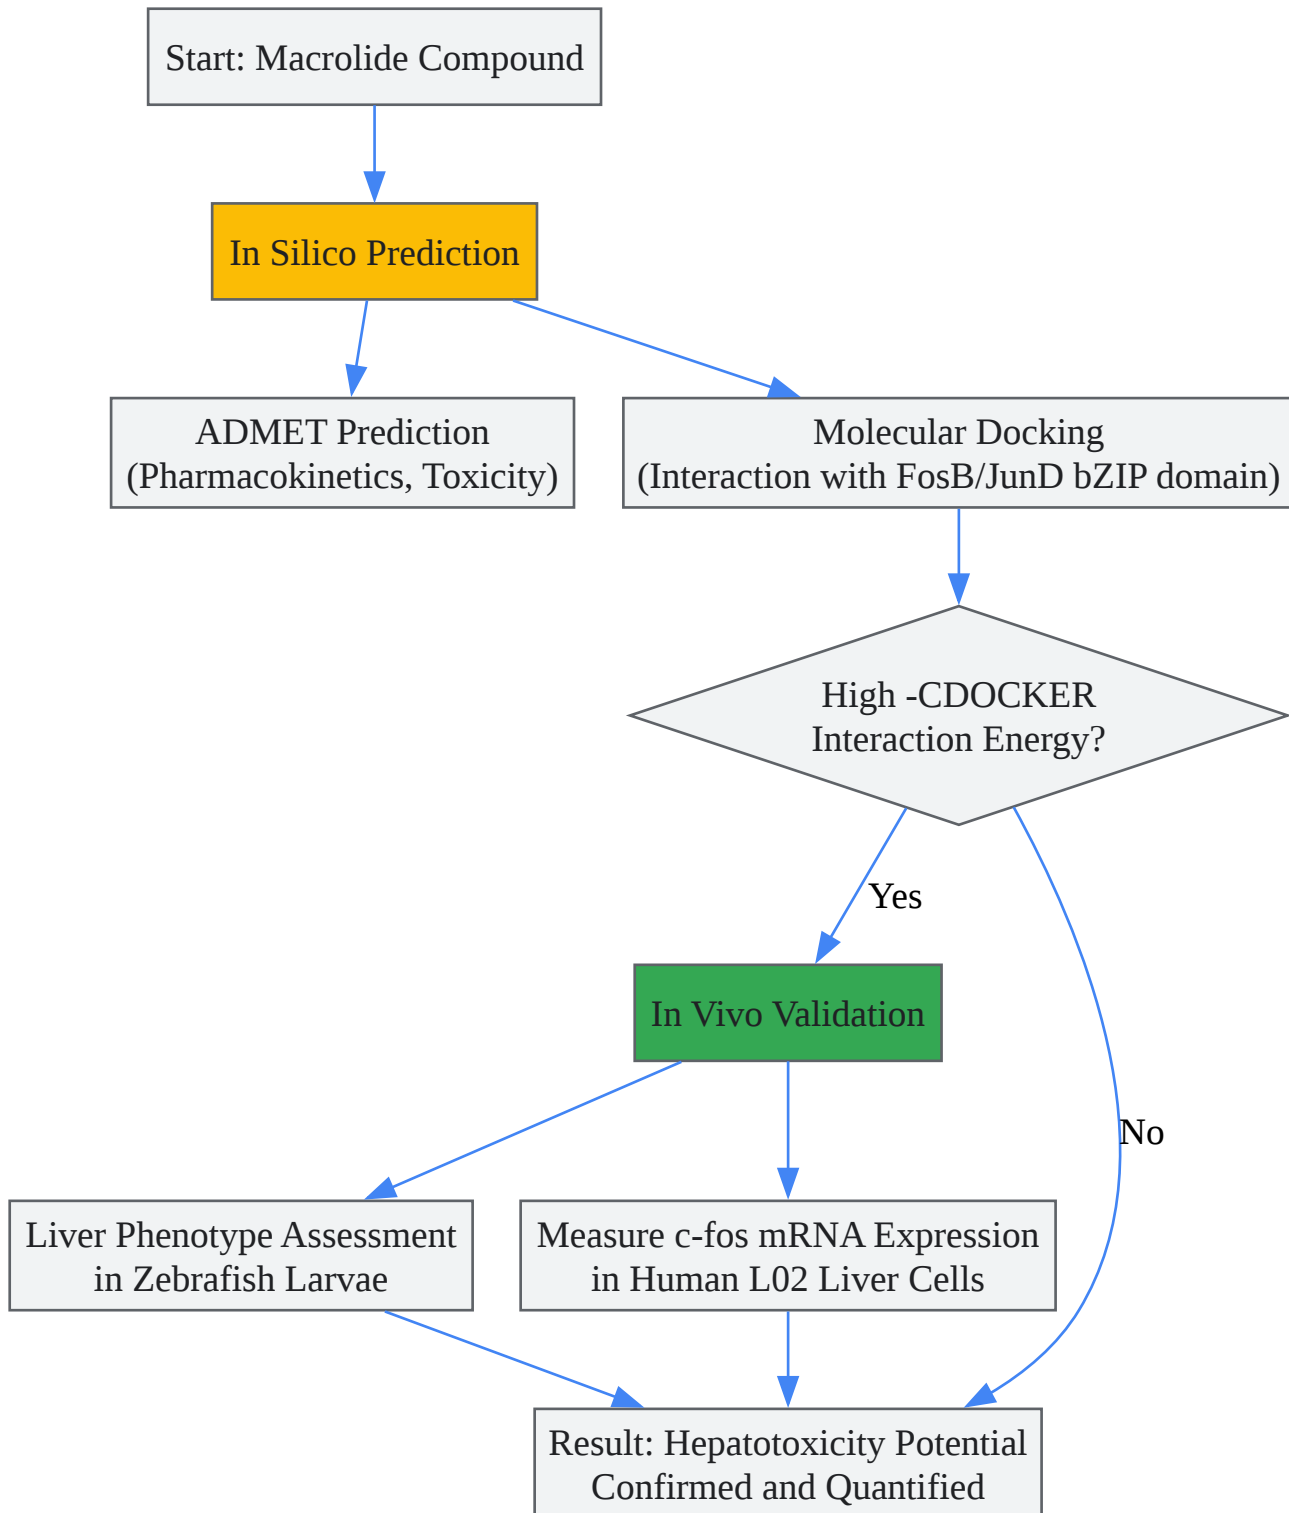 Start: Macrolide Compound
In Silico Prediction
ADMET Prediction
(Pharmacokinetics, Toxicity)
Molecular Docking
(Interaction with FosB/JunD bZIP domain)
High -CDOCKER
Interaction Energy?
Yes
In Vivo Validation
No
Liver Phenotype Assessment
in Zebrafish Larvae
Measure c-fos mRNA Expression
in Human L02 Liver Cells
Result: Hepatotoxicity Potential
Confirmed and Quantified